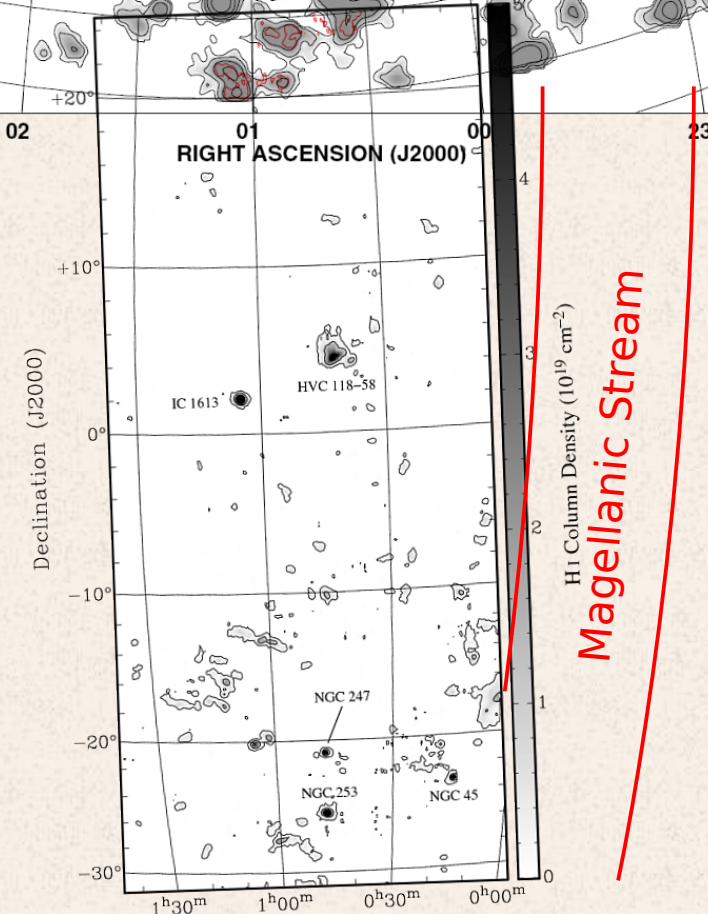 +20°
02
01
00
23
RIGHT ASCENSION (J2000)
4
+10°
3
HVC 118–58
IC 1613
0°
2
−10°
NGC 247
1
−20°
NGC 253
NGC 45
−30°
0
1ʰ30ᵐ
1ʰ00ᵐ
0ʰ30ᵐ
0ʰ00ᵐ
Declination (J2000)
H I Column Density (10¹⁹ cm⁻²)
Magellanic Stream